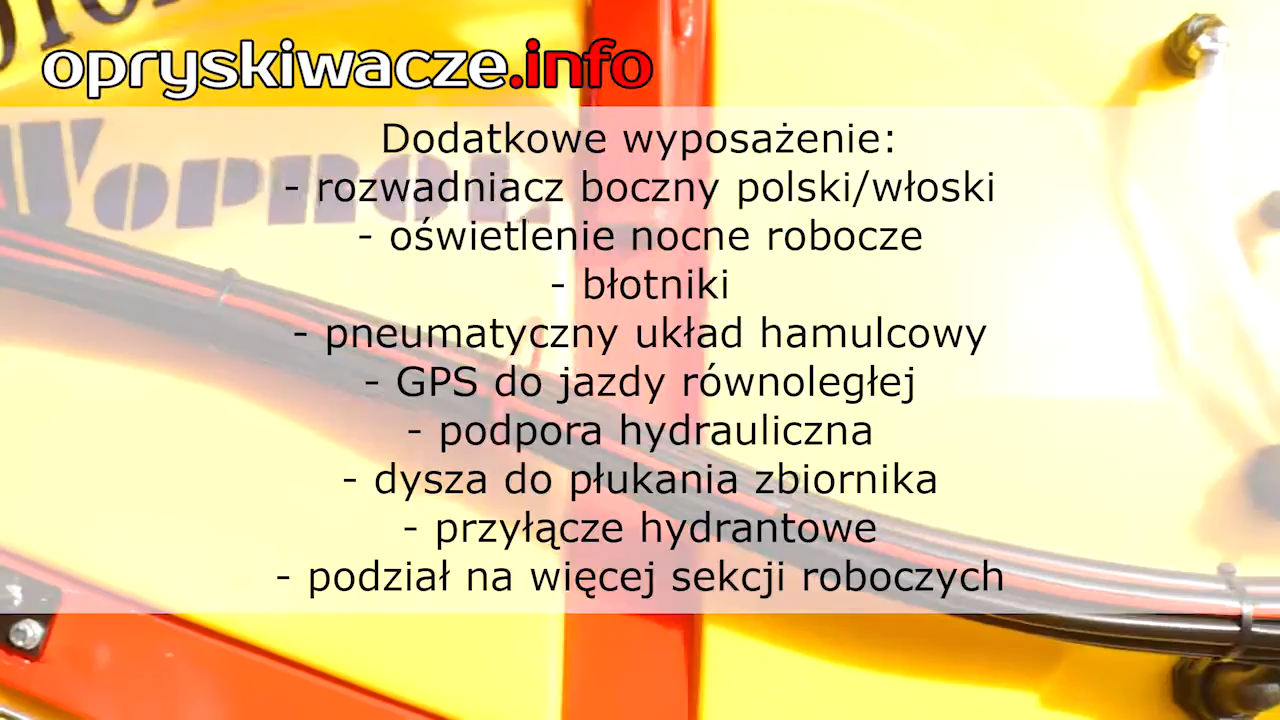 opryskiwacze.info
Dodatkowe wyposażenie:
- rozwadniacz boczny polski/włoski
- oświetlenie nocne robocze
- błotniki
- pneumatyczny układ hamulcowy
- GPS do jazdy równoległej
- podpora hydrauliczna
- dysza do płukania zbiornika
- przyłącze hydrantowe
- podział na więcej sekcji roboczych